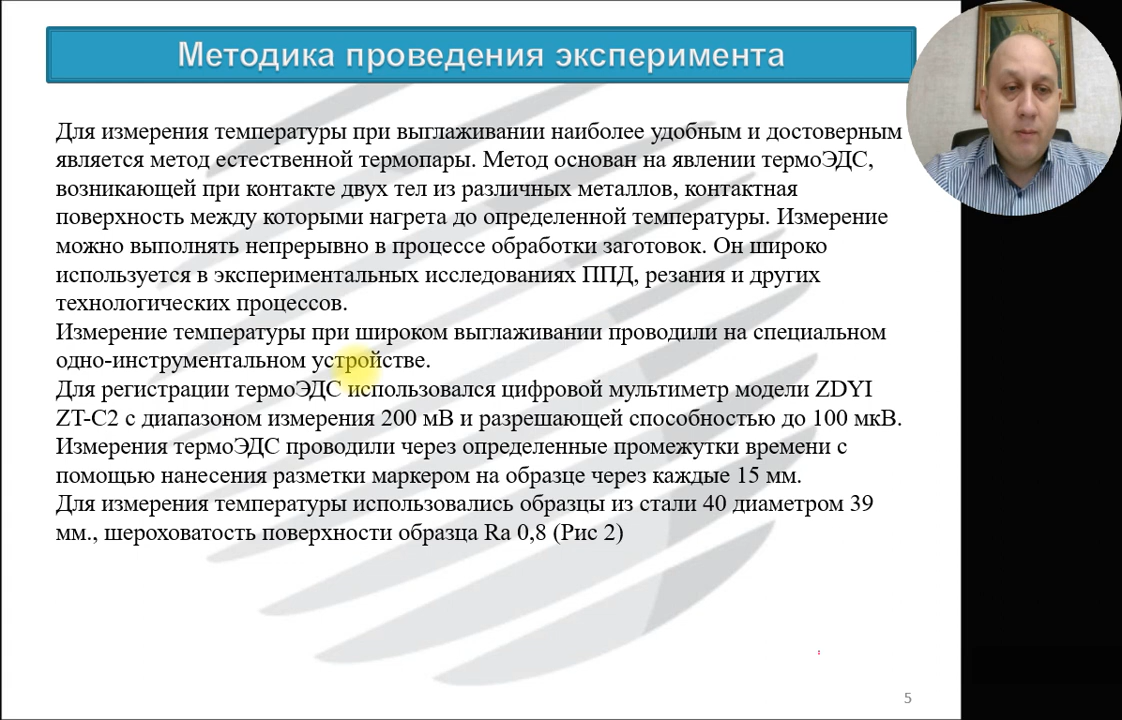 Методика проведения эксперимента
Для измерения температуры при выглаживании наиболее удобным и достоверным
является метод естественной термопары. Метод основан на явлении термоЭДС,
возникающей при контакте двух тел из различных металлов, контактная
поверхность между которыми нагрета до определенной температуры. Измерение
можно выполнять непрерывно в процессе обработки заготовок. Он широко
используется в экспериментальных исследованиях ППД, резания и других
технологических процессов.
Измерение температуры при широком выглаживании проводили на специальном
одно-инструментальном устройстве.
Для регистрации термоЭДС использовался цифровой мультиметр модели ZDYI
ZT-C2 с диапазоном измерения 200 мВ и разрешающей способностью до 100 мкВ.
Измерения термоЭДС проводили через определенные промежутки времени с
помощью нанесения разметки маркером на образце через каждые 15 мм.
Для измерения температуры использовались образцы из стали 40 диаметром 39
мм., шероховатость поверхности образца Ra 0,8 (Рис 2)
5